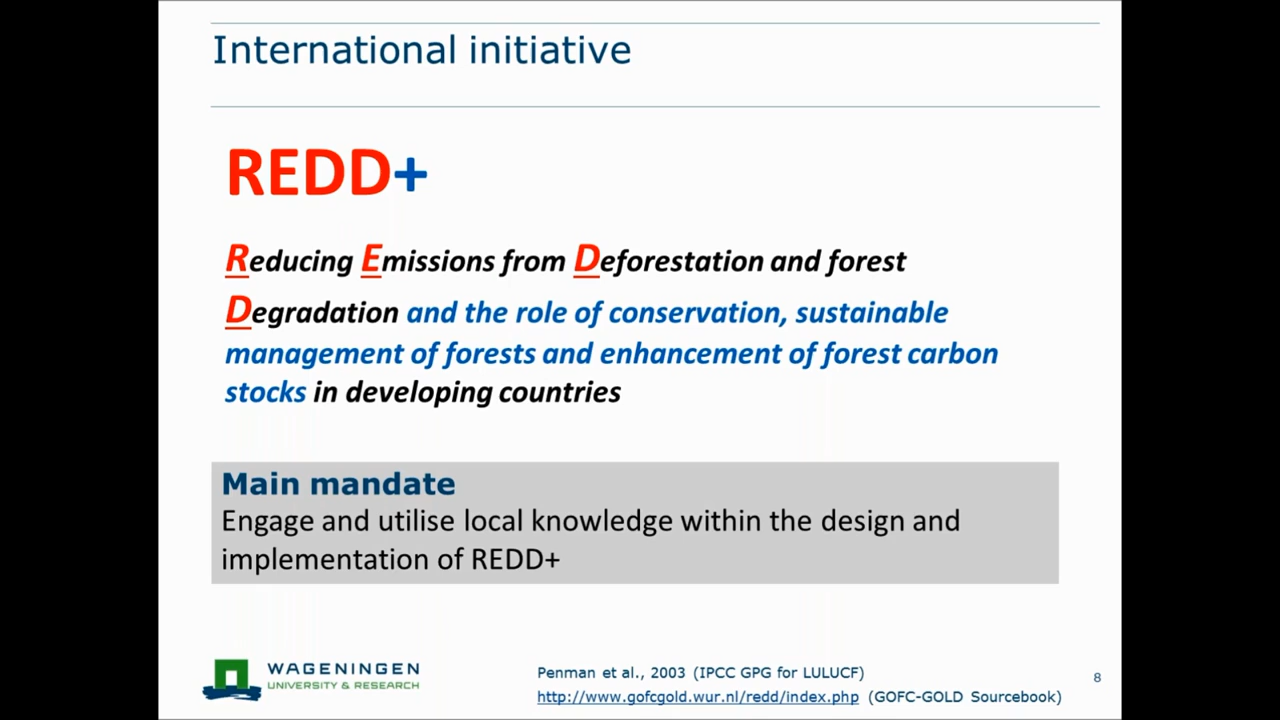 International initiative
REDD+
Reducing Emissions from Deforestation and forest
Degradation and the role of conservation, sustainable
management of forests and enhancement of forest carbon
stocks in developing countries
Main mandate
Engage and utilise local knowledge within the design and
implementation of REDD+
WAGENINGEN
UNIVERSITY & RESEARCH
Penman et al., 2003 (IPCC GPG for LULUCF)
http://www.gofcgold.wur.nl/redd/index.php (GOFC-GOLD Sourcebook)
8